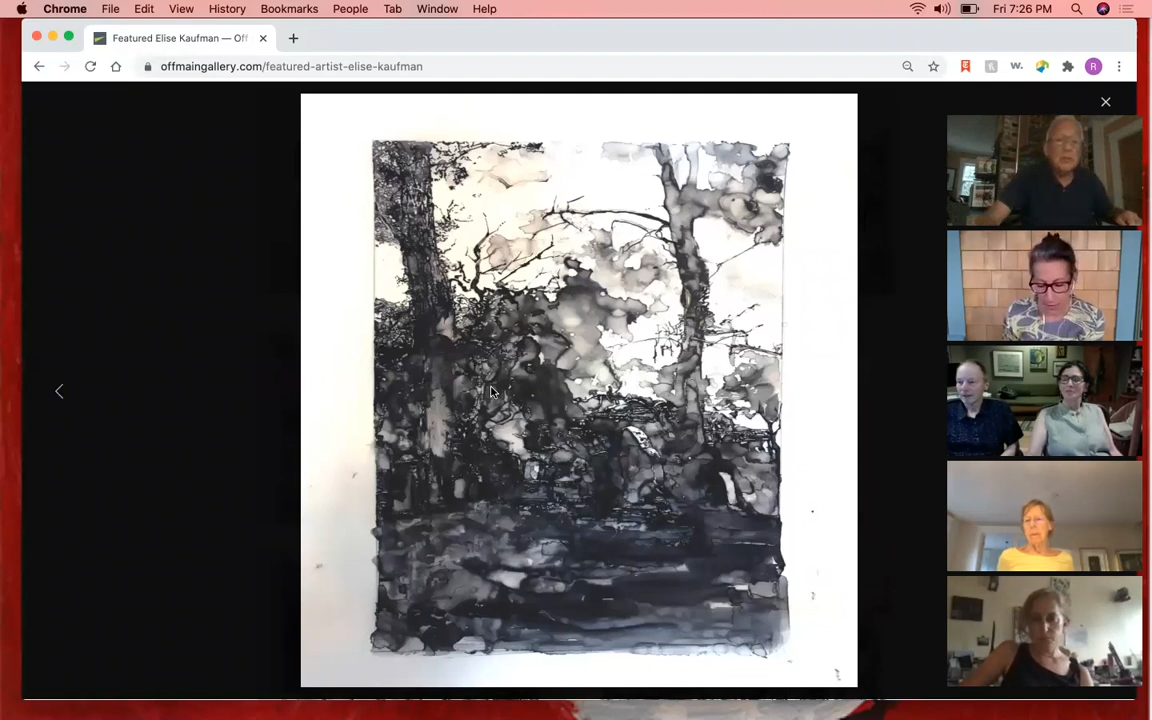 Chrome File Edit View History Bookmarks People Tab Window Help Fri 7:26 PM
Featured Elise Kaufman — Off
offmaingallery.com/featured-artist-elise-kaufman
R